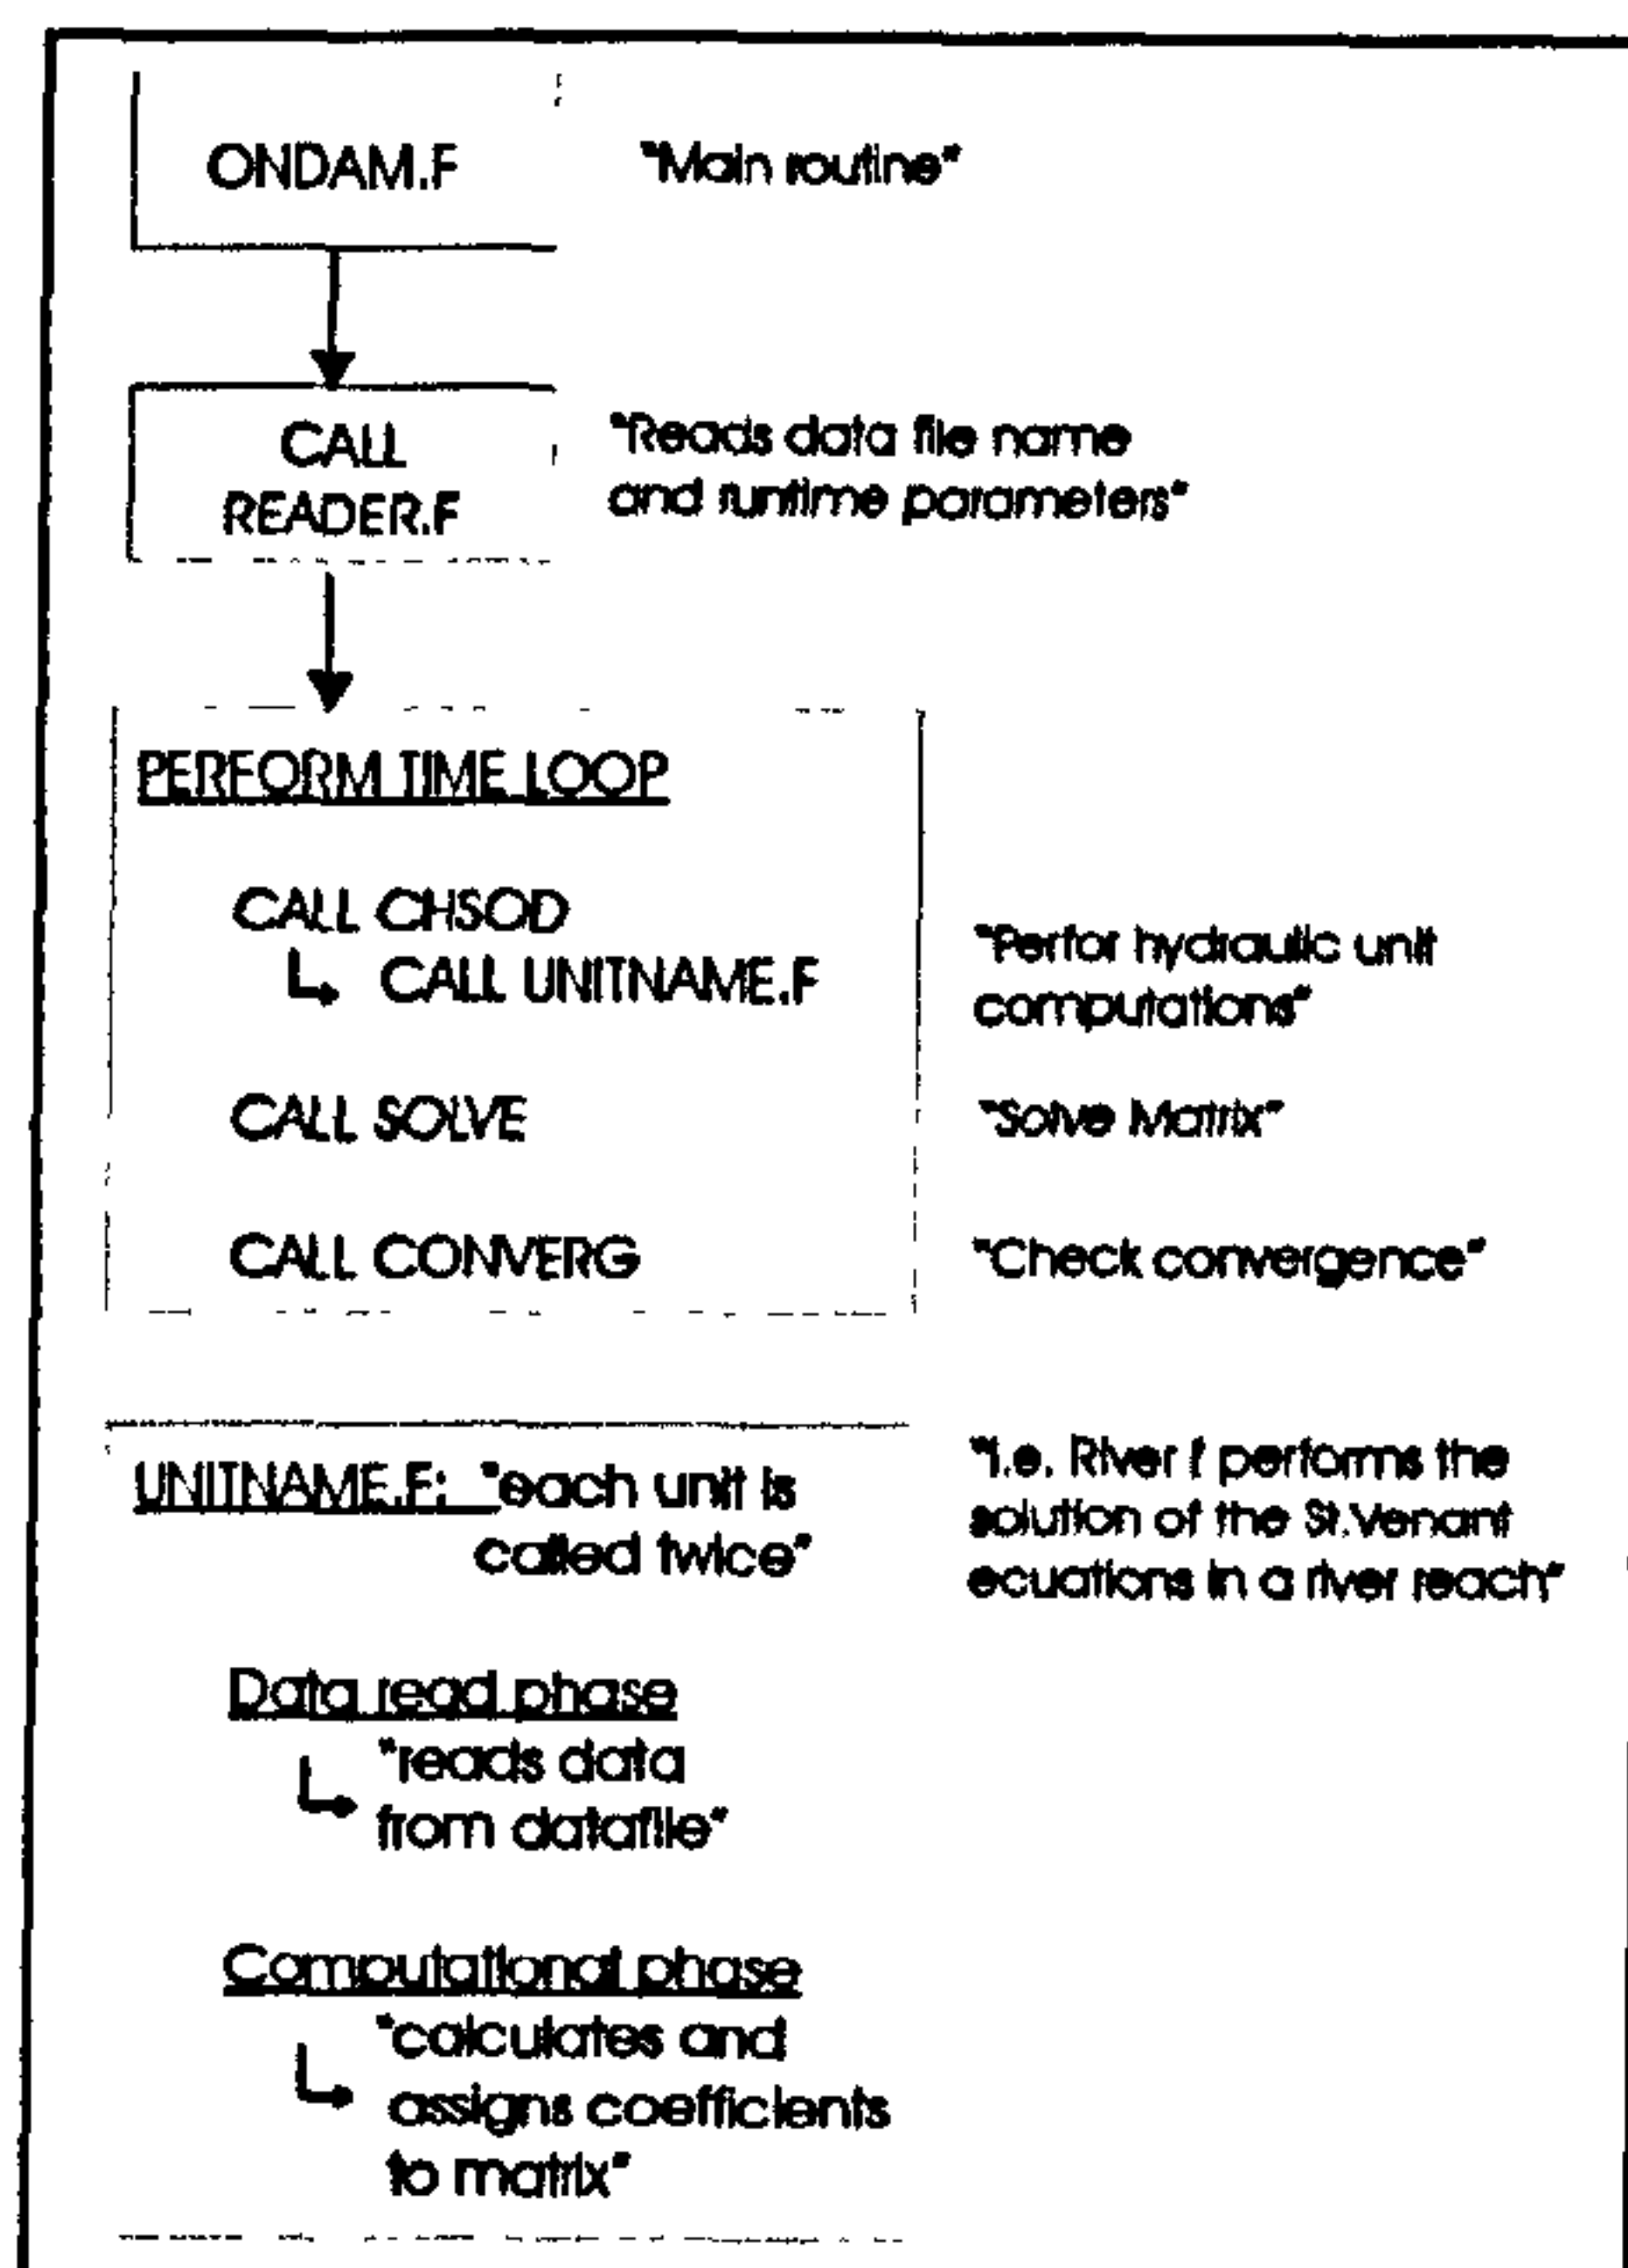 ONDAM.F "Main routine"
CALL "Reads data file name
READER.F and runtime parameters"
PERFORM TIME LOOP
CALL CHSOD
CALL UNITNAME.F
"Perfor hydraulic unit
computations"
CALL SOLVE "Solve Matrix"
CALL CONVERG "Check convergence"
UNITNAME.F: "each unit is
called twice"
"i.e. River f performs the
solution of the St.Venant
ecuations in a river reach"
Data read phase
"reads data
from datafile"
Computational phase
"calculates and
assigns coefficients
to matrix"